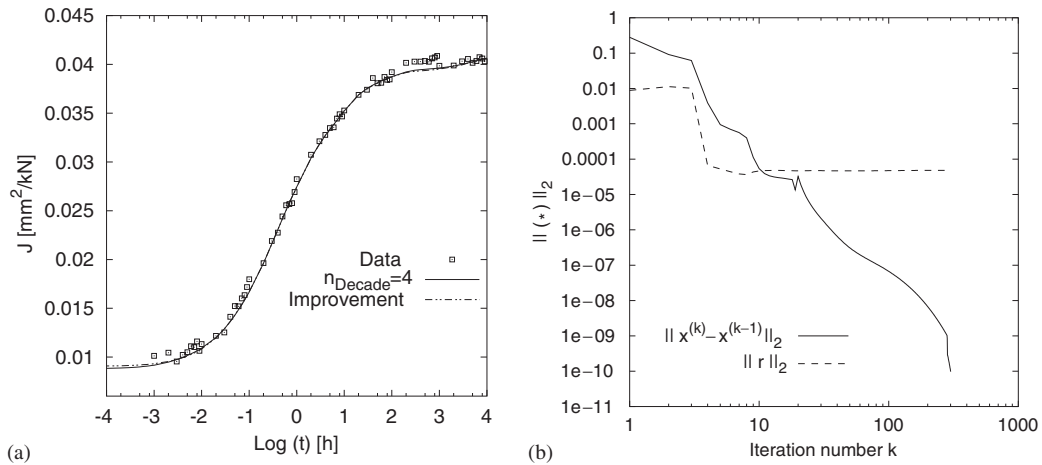 0.045
0.04
0.035
0.03
0.025
0.02
0.015
0.01
J [mm²/kN]
Data
n_Decade=4
Improvement
-4 -3 -2 -1 0 1 2 3 4
Log (t) [h]
(a)
1
0.1
0.01
0.001
0.0001
1e-05
1e-06
1e-07
1e-08
1e-09
1e-10
1e-11
|| (*) ||₂
|| x^(k) – x^(k–1) ||₂
|| r ||₂
1 10 100 1000
Iteration number k
(b)